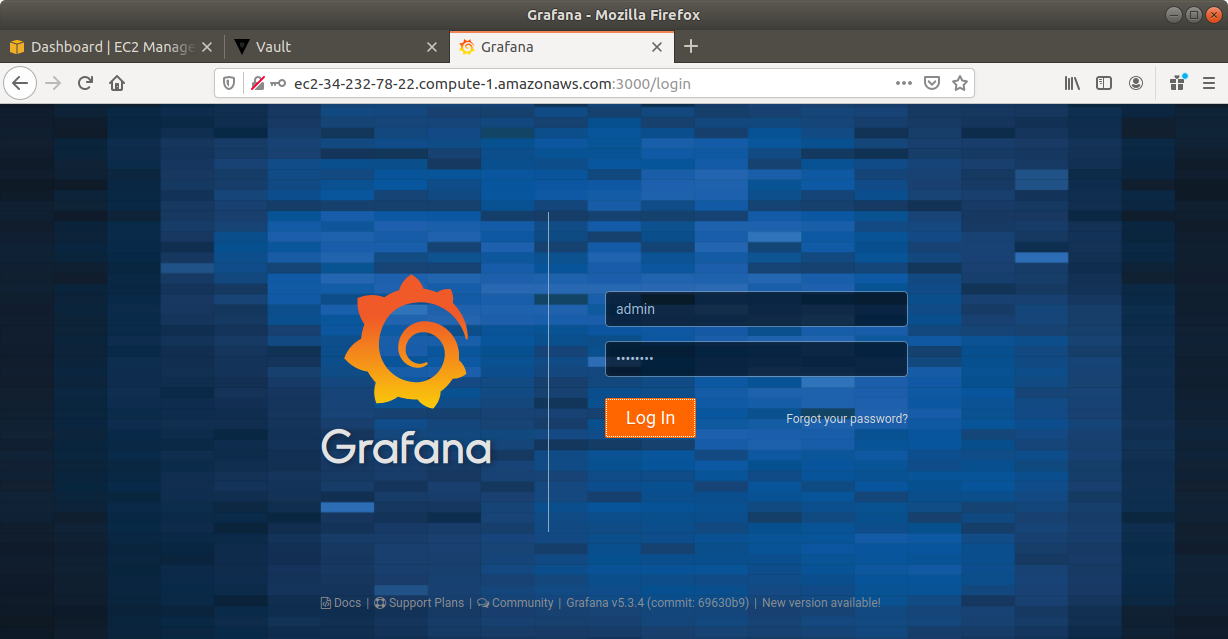 Grafana - Mozilla Firefox
Dashboard | EC2 Manage
Vault
Grafana
ec2-34-232-78-22.compute-1.amazonaws.com:3000/login
admin
••••••••
Log In
Forgot your password?
Grafana
Docs | Support Plans | Community | Grafana v5.3.4 (commit: 69630b9) | New version available!